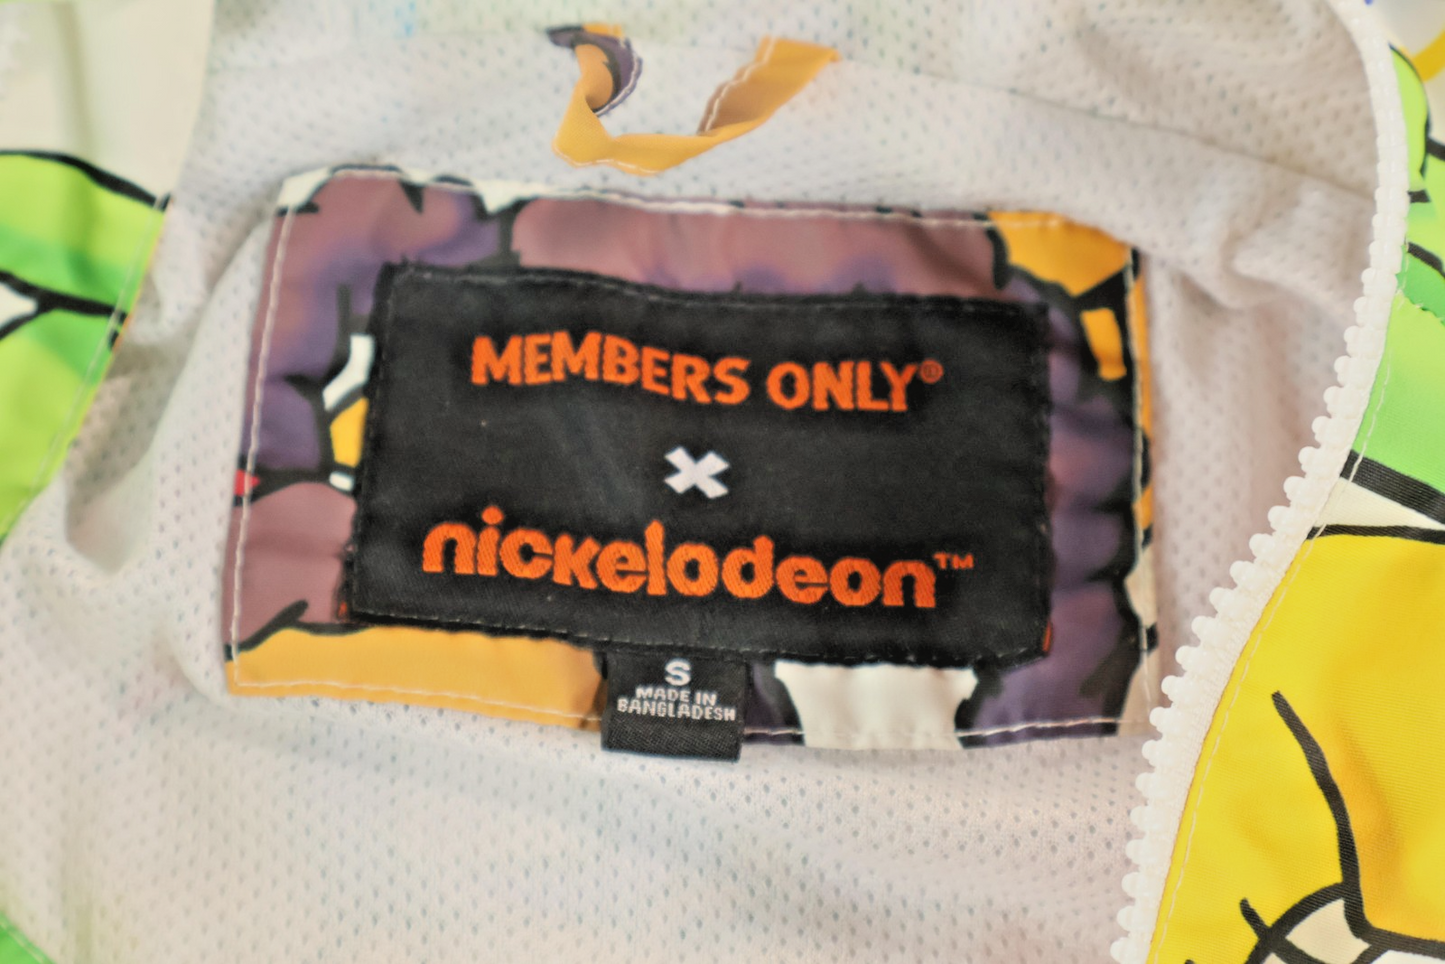 MEMBERS ONLY®
×
nickelodeon™
S
MADE IN
BANGLADESH